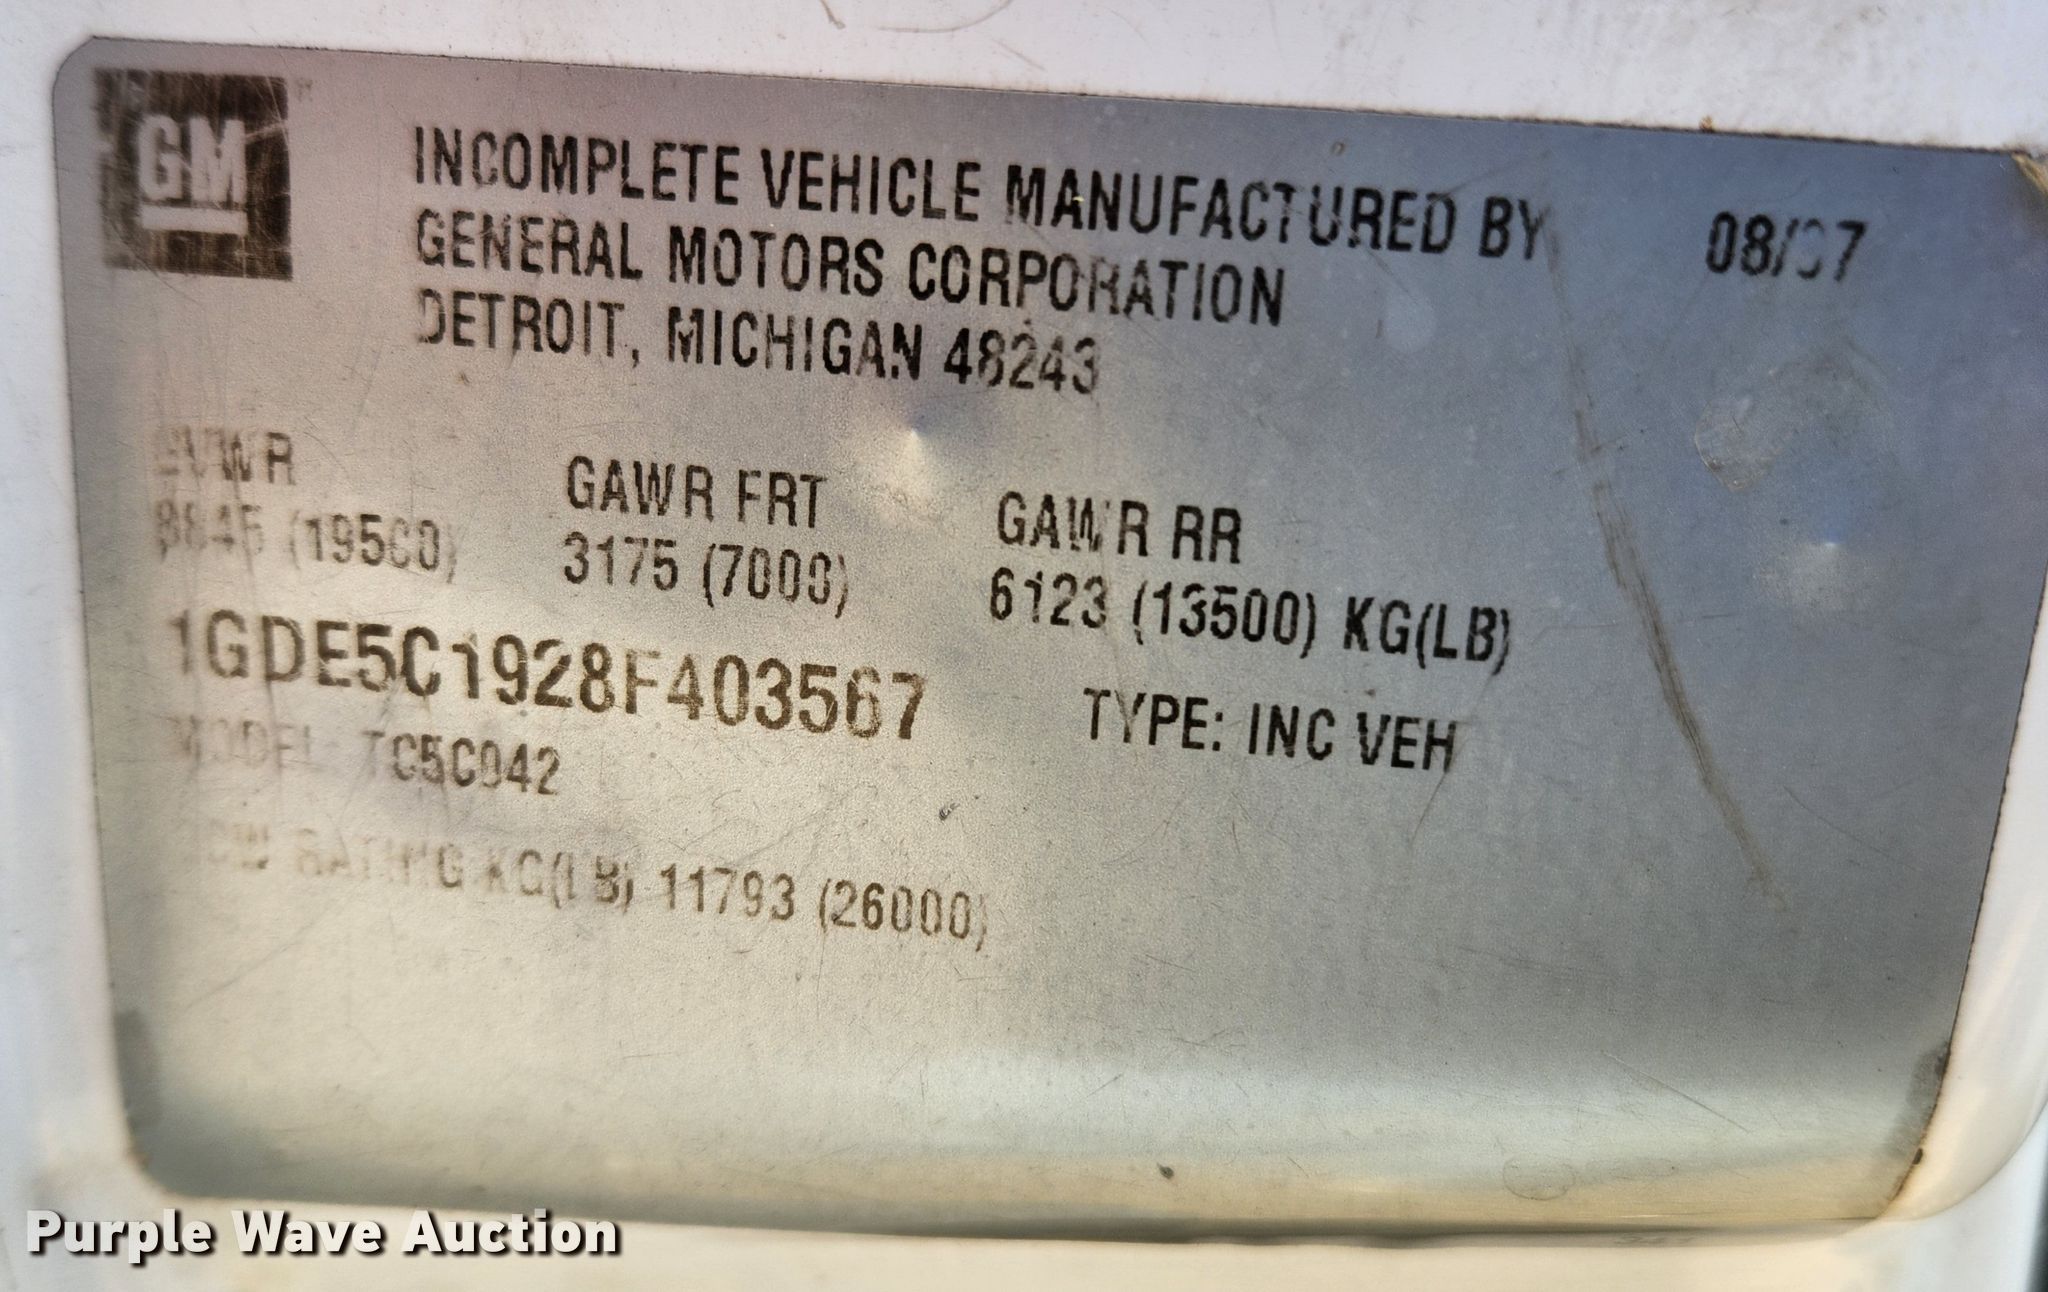 GM
INCOMPLETE VEHICLE MANUFACTURED BY 08/07
GENERAL MOTORS CORPORATION
DETROIT, MICHIGAN 48243
GVWR GAWR FRT GAWR RR
8845 (19500) 3175 (7000) 6123 (13500) KG(LB)
1GDE5C1928F403567
TYPE: INC VEH
MODEL TC5C042
GCW RATING KG(LB) 11793 (26000)
Purple Wave Auction